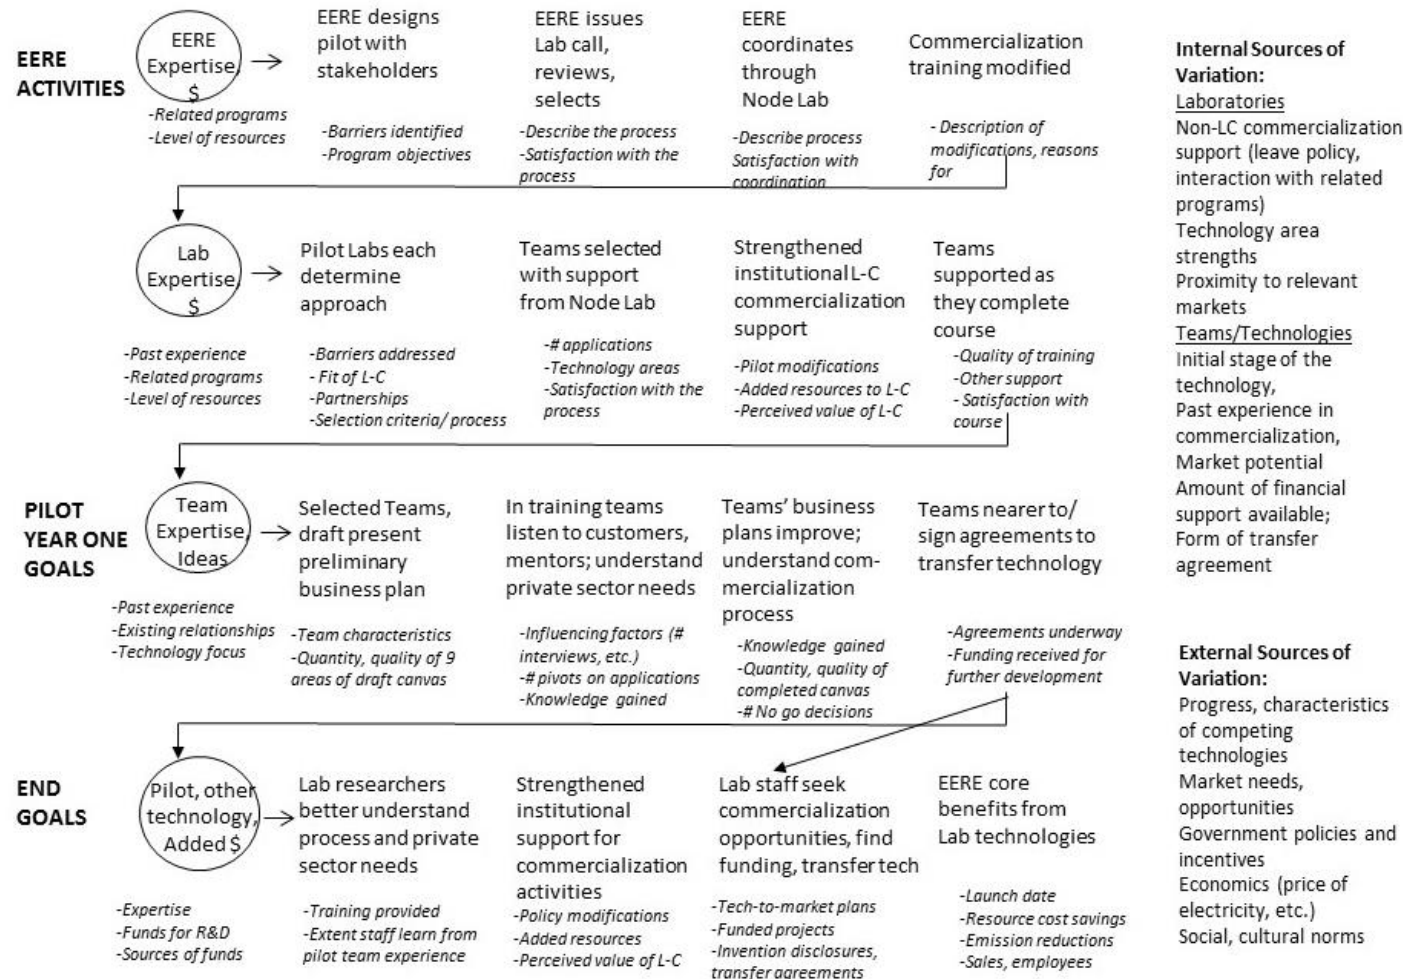 EERE
ACTIVITIES
EERE
Expertise,
$
-Related programs
-Level of resources
EERE designs
pilot with
stakeholders
-Barriers identified
-Program objectives
EERE issues
Lab call,
reviews,
selects
-Describe the process
-Satisfaction with the
process
EERE
coordinates
through
Node Lab
-Describe process
Satisfaction with
coordination
Commercialization
training modified
- Description of
modifications, reasons
for
Lab
Expertise,
$
-Past experience
-Related programs
-Level of resources
Pilot Labs each
determine
approach
-Barriers addressed
- Fit of L-C
- Partnerships
- Selection criteria/ process
Teams selected
with support
from Node Lab
-# applications
-Technology areas
-Satisfaction with the
process
Strengthened
institutional L-C
commercialization
support
-Pilot modifications
-Added resources to L-C
-Perceived value of L-C
Teams
supported as
they complete
course
-Quality of training
-Other support
- Satisfaction with
course
PILOT
YEAR ONE
GOALS
Team
Expertise,
Ideas
-Past experience
-Existing relationships
-Technology focus
Selected Teams,
draft present
preliminary
business plan
-Team characteristics
-Quantity, quality of 9
areas of draft canvas
In training teams
listen to customers,
mentors; understand
private sector needs
-Influencing factors (#
interviews, etc.)
-# pivots on applications
-Knowledge gained
Teams' business
plans improve;
understand com-
mercialization
process
-Knowledge gained
-Quantity, quality of
completed canvas
-# No go decisions
Teams nearer to/
sign agreements to
transfer technology
-Agreements underway
-Funding received for
further development
END
GOALS
Pilot, other
technology,
Added $
-Expertise
-Funds for R&D
-Sources of funds
Lab researchers
better understand
process and private
sector needs
-Training provided
-Extent staff learn from
pilot team experience
Strengthened
institutional
support for
commercialization
activities
-Policy modifications
-Added resources
-Perceived value of L-C
Lab staff seek
commercialization
opportunities, find
funding, transfer tech
-Tech-to-market plans
-Funded projects
-Invention disclosures,
transfer agreements
EERE core
benefits from
Lab technologies
-Launch date
-Resource cost savings
-Emission reductions
-Sales, employees
Internal Sources of
Variation:
Laboratories
Non-LC commercialization
support (leave policy,
interaction with related
programs)
Technology area
strengths
Proximity to relevant
markets
Teams/Technologies
Initial stage of the
technology,
Past experience in
commercialization,
Market potential
Amount of financial
support available;
Form of transfer
agreement
External Sources of
Variation:
Progress, characteristics
of competing
technologies
Market needs,
opportunities
Government policies and
incentives
Economics (price of
electricity, etc.)
Social, cultural norms